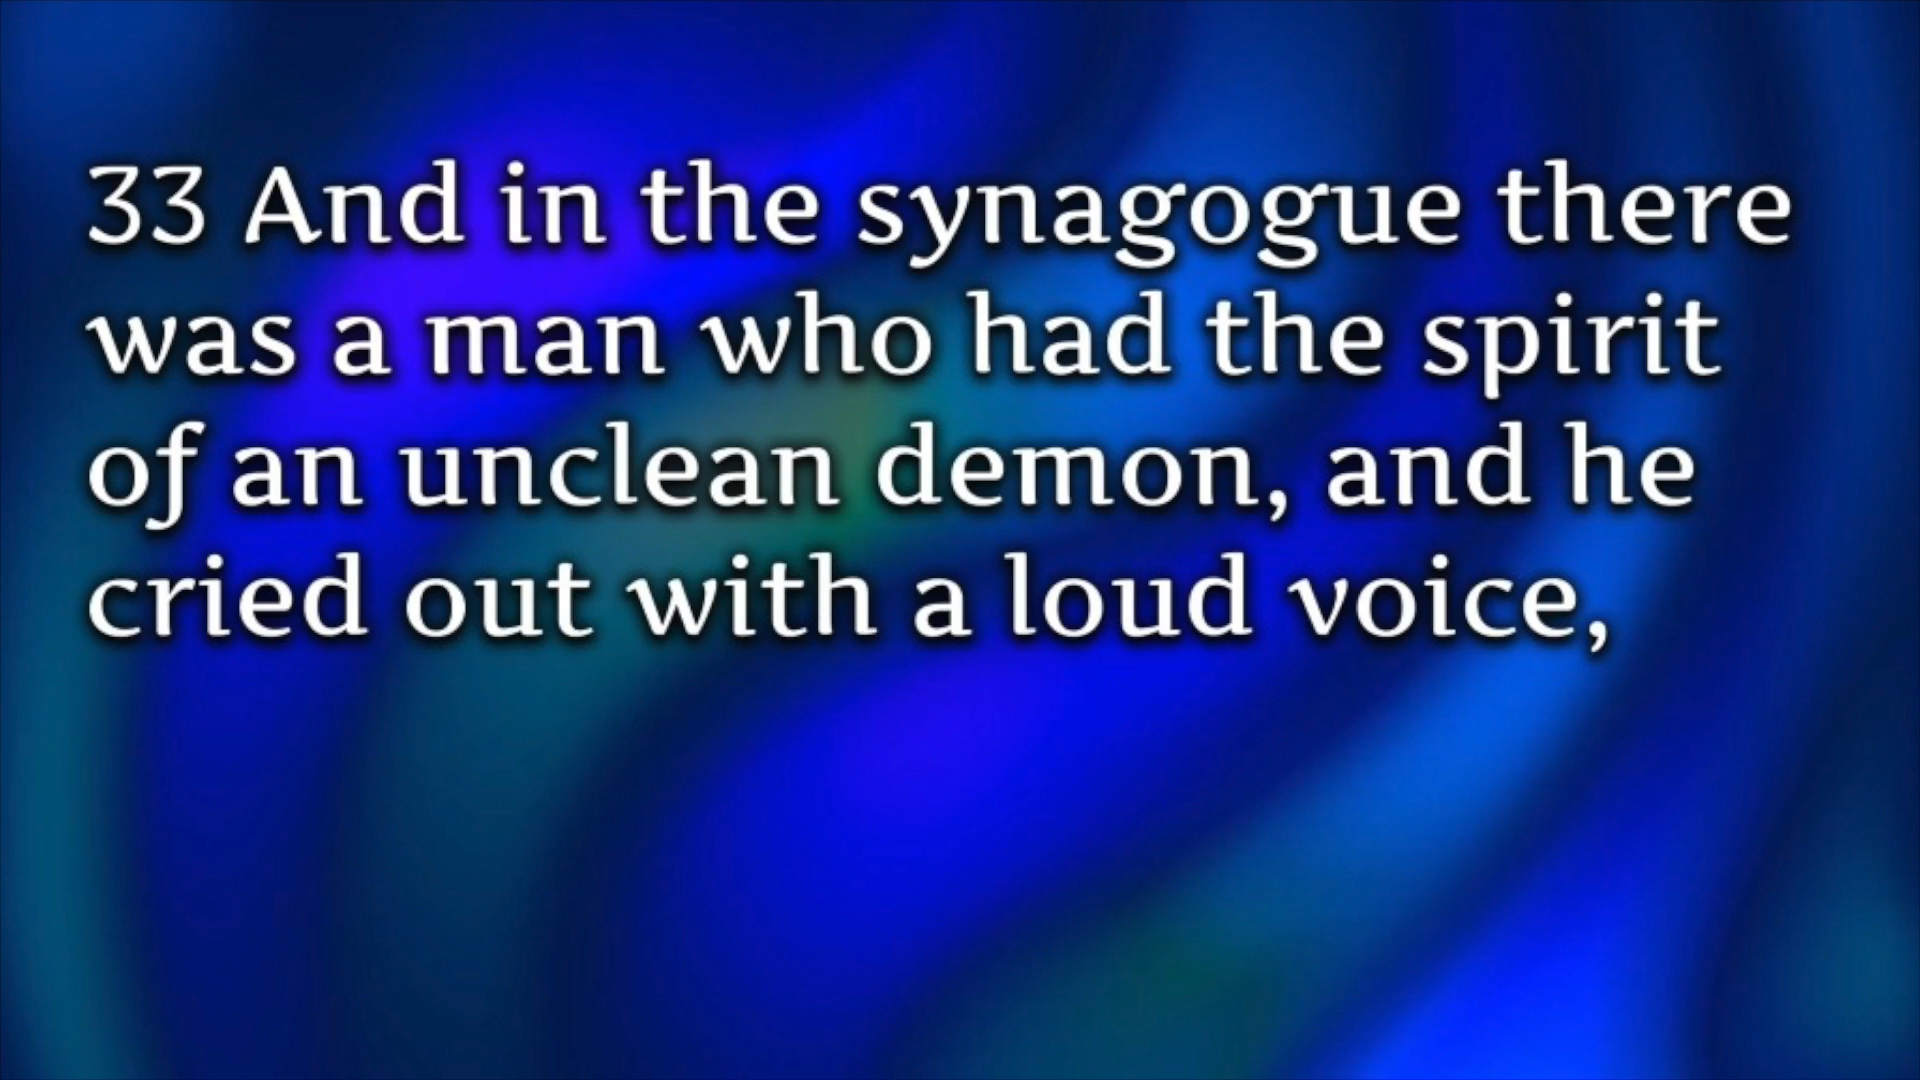 33 And in the synagogue there
was a man who had the spirit
of an unclean demon, and he
cried out with a loud voice,